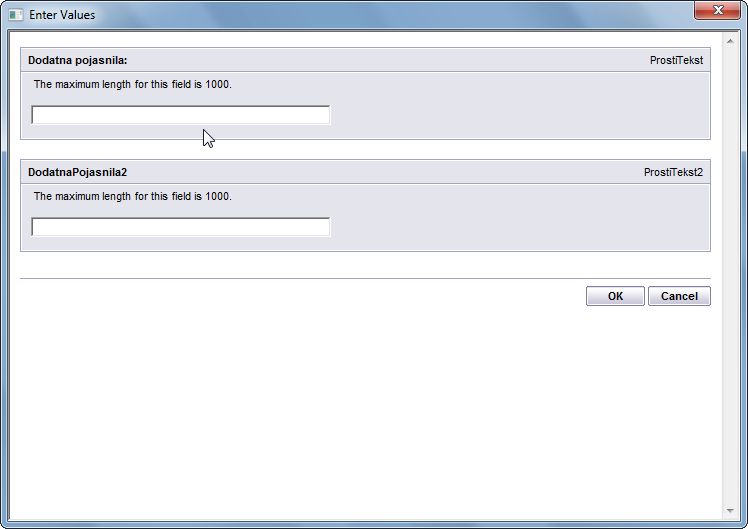 Enter Values
Dodatna pojasnila: ProstiTekst
The maximum length for this field is 1000.
DodatnaPojasnila2 ProstiTekst2
The maximum length for this field is 1000.
OK Cancel